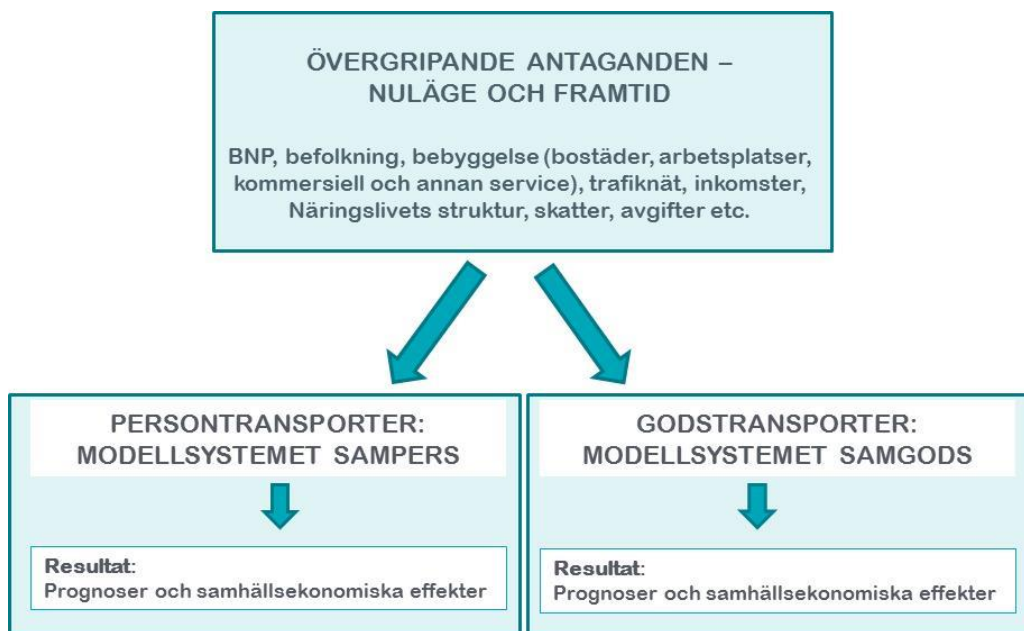 ÖVERGRIPANDE ANTAGANDEN –
NULÄGE OCH FRAMTID
BNP, befolkning, bebyggelse (bostäder, arbetsplatser,
kommersiell och annan service), trafiknät, inkomster,
Näringslivets struktur, skatter, avgifter etc.
PERSONTRANSPORTER:
MODELLSYSTEMET SAMPERS
Resultat:
Prognoser och samhällsekonomiska effekter
GODSTRANSPORTER:
MODELLSYSTEMET SAMGODS
Resultat:
Prognoser och samhällsekonomiska effekter